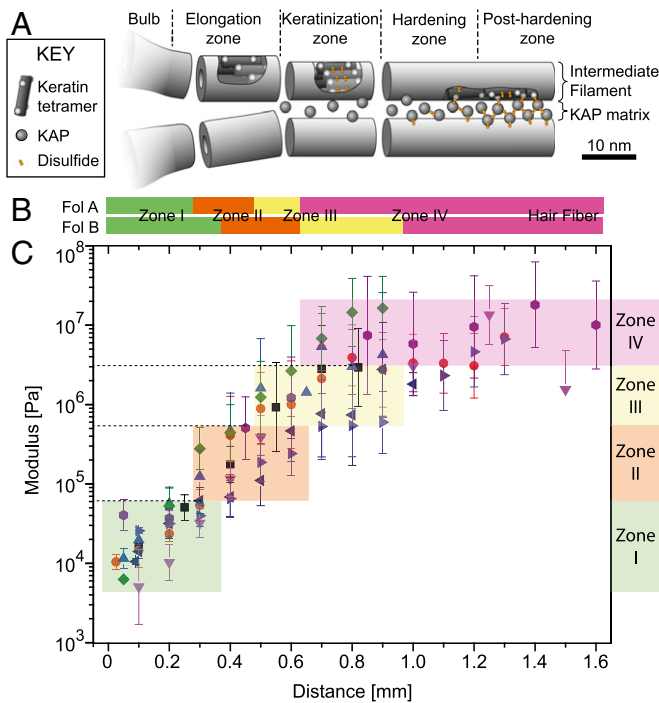 A
Bulb
Elongation zone
Keratinization zone
Hardening zone
Post-hardening zone
KEY
Keratin
tetramer
KAP
Disulfide
Intermediate
Filament
KAP matrix
10 nm
B
Fol A
Fol B
Zone I
Zone II
Zone III
Zone IV
Hair Fiber
C
Modulus [Pa]
10^8
10^7
10^6
10^5
10^4
10^3
Zone
IV
Zone
III
Zone
II
Zone
I
0 0.2 0.4 0.6 0.8 1.0 1.2 1.4 1.6
Distance [mm]